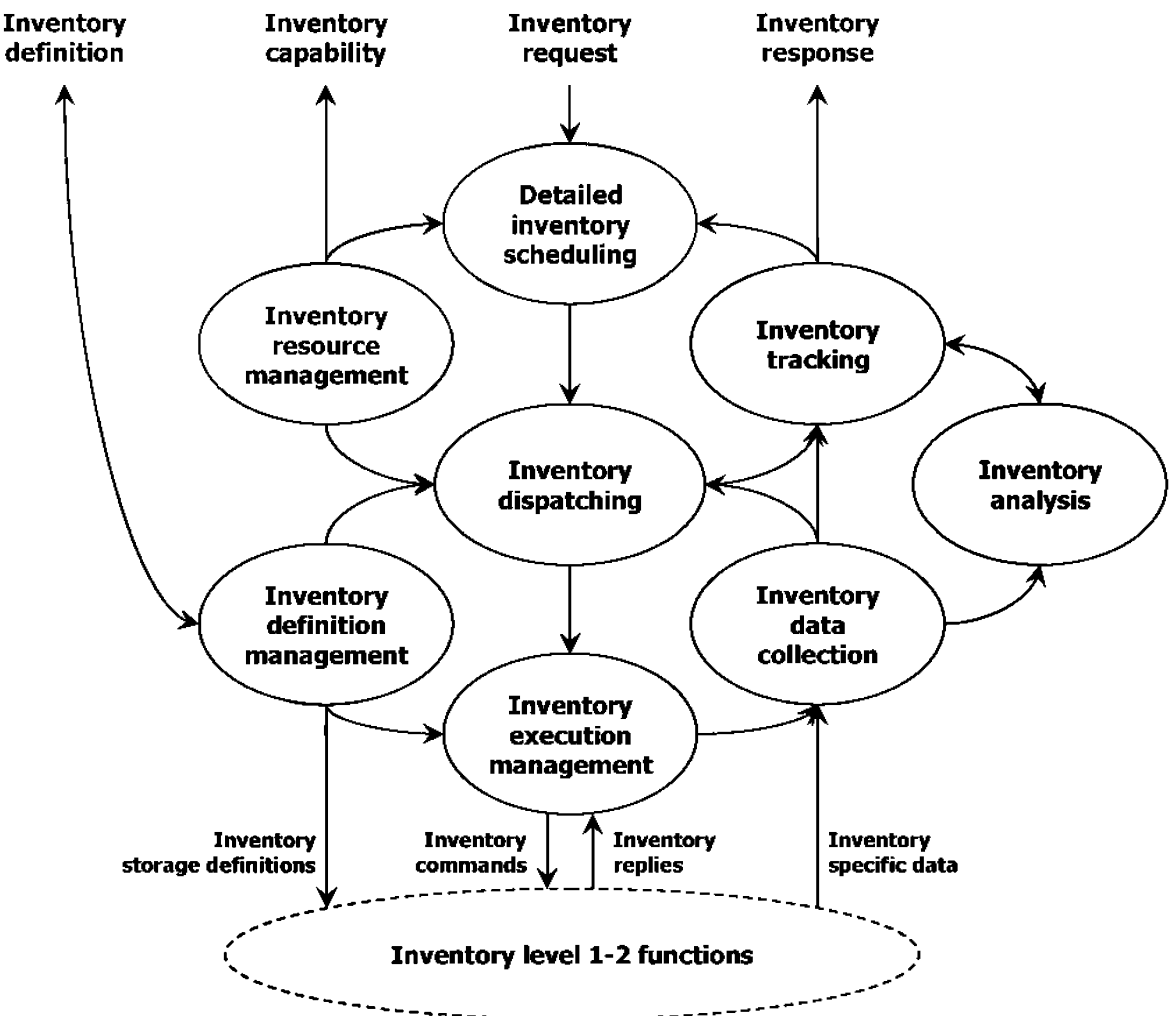 Inventory
definition
Inventory
capability
Inventory
request
Inventory
response
Detailed
inventory
scheduling
Inventory
resource
management
Inventory
tracking
Inventory
dispatching
Inventory
analysis
Inventory
definition
management
Inventory
data
collection
Inventory
execution
management
Inventory
storage definitions
Inventory
commands
Inventory
replies
Inventory
specific data
Inventory level 1-2 functions